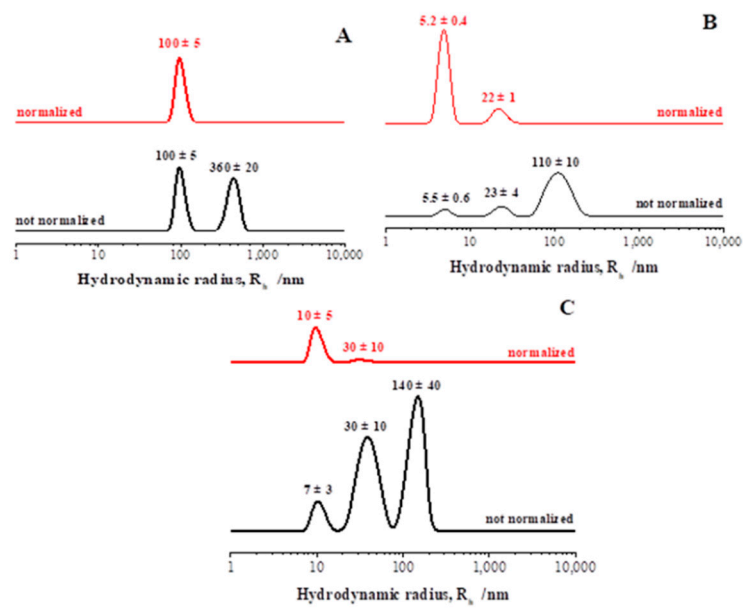 A
100 ± 5
normalized
100 ± 5
360 ± 20
not normalized
1 10 100 1,000 10,000
Hydrodynamic radius, Rh /nm
B
5.2 ± 0.4
22 ± 1
normalized
110 ± 10
5.5 ± 0.6
23 ± 4
not normalized
1 10 100 1,000 10,000
Hydrodynamic radius, Rh /nm
C
10 ± 5
30 ± 10
normalized
140 ± 40
30 ± 10
7 ± 3
not normalized
1 10 100 1,000 10,000
Hydrodynamic radius, Rh /nm